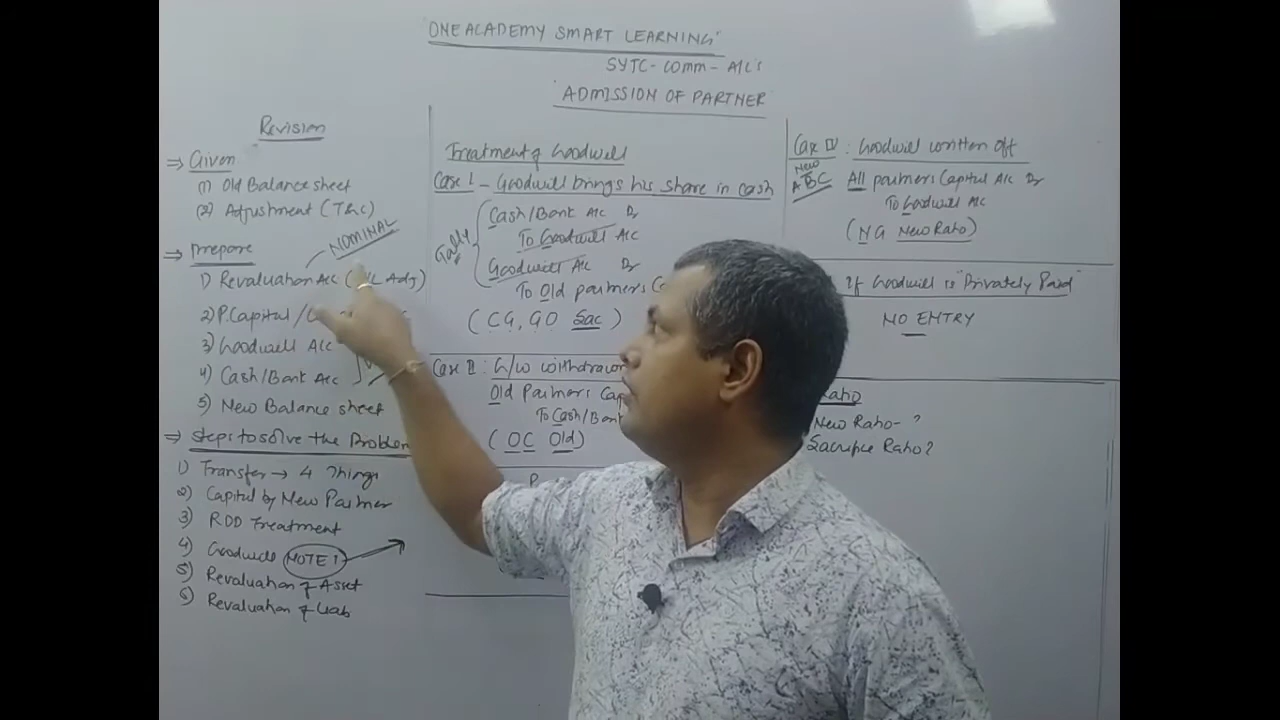 ONE ACADEMY SMART LEARNING"
SYJC - COMM - A/C's
"ADMISSION OF PARTNER"
Revision
⇒ Given
(1) Old Balance sheet
(2) Adjustment (T&C)
⇒ Prepare
NOMINAL
1) Revaluation A/c (P/L Adj)
2) P. Capital /
3) Goodwill A/c
4) Cash/Bank A/c
5) New Balance sheet
⇒ Steps to solve the Problem
1) Transfer → 4 Things
2) Capital by New Partner
3) RDD Treatment
4) Goodwill NOTE 1
5) Revaluation of Asset
6) Revaluation of Liab
Treatment of Goodwill
Case I - Goodwill brings his share in cash
Tally
Cash/Bank A/c Dr
To Goodwill A/c
Goodwill A/c Dr
To Old partners
(CG, GO Sac)
Case II : G/w withdrawn
Old Partners Cap
To Cash/Bank
(OC Old)
Case IV : Goodwill written off
New
ABC All partners Capital A/c Dr
To Goodwill A/c
(NG New Ratio)
If Goodwill is "Privately Paid"
NO ENTRY
Ratio
New Ratio - ?
Sacrifice Ratio ?